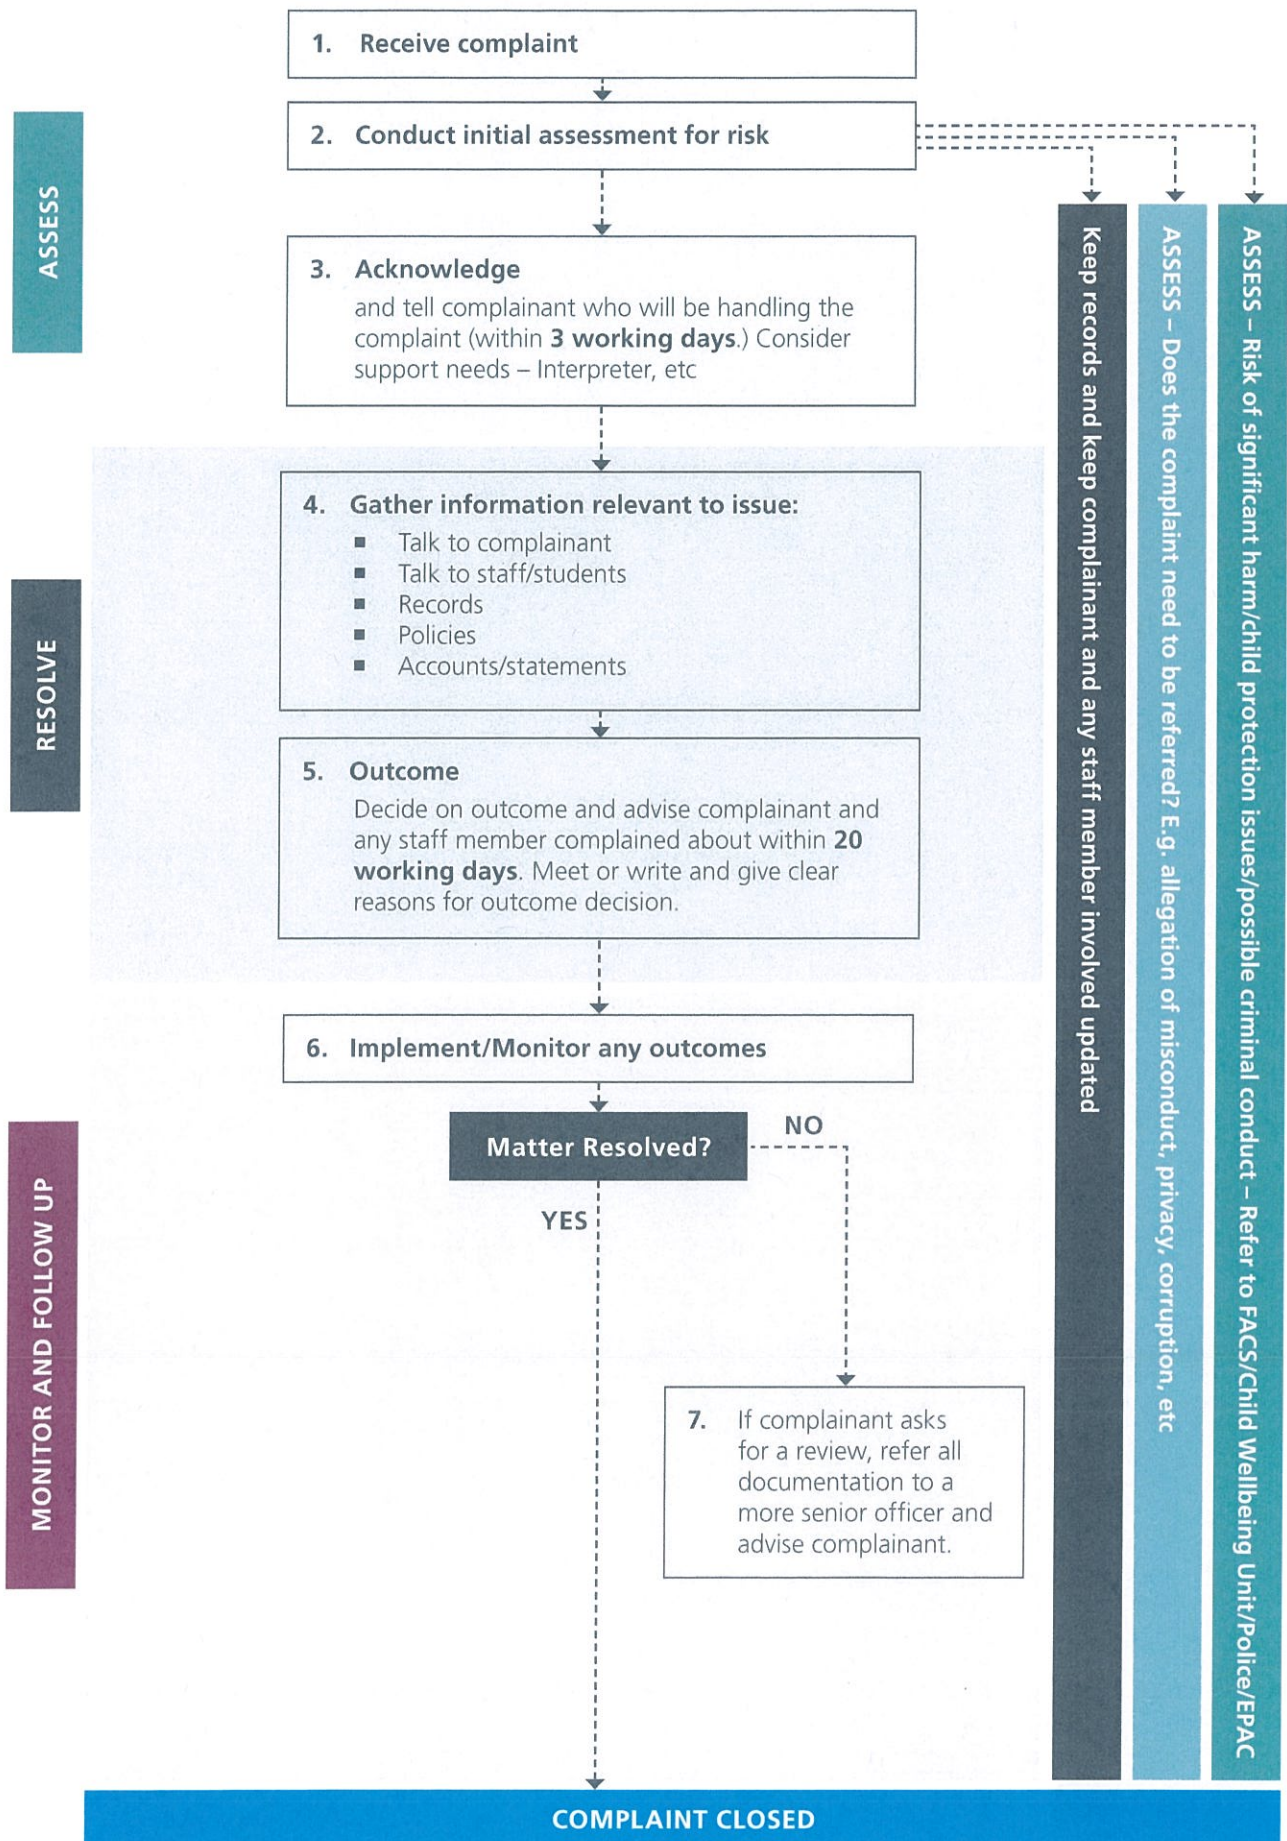 1. Receive complaint
2. Conduct initial assessment for risk
ASSESS
3. Acknowledge
and tell complainant who will be handling the
complaint (within 3 working days.) Consider
support needs – Interpreter, etc
RESOLVE
4. Gather information relevant to issue:
■ Talk to complainant
■ Talk to staff/students
■ Records
■ Policies
■ Accounts/statements
5. Outcome
Decide on outcome and advise complainant and
any staff member complained about within 20
working days. Meet or write and give clear
reasons for outcome decision.
MONITOR AND FOLLOW UP
6. Implement/Monitor any outcomes
Matter Resolved?
NO
YES
7. If complainant asks
for a review, refer all
documentation to a
more senior officer and
advise complainant.
Keep records and keep complainant and any staff member involved updated
ASSESS – Does the complaint need to be referred? E.g. allegation of misconduct, privacy, corruption, etc
ASSESS – Risk of significant harm/child protection issues/possible criminal conduct – Refer to FACS/Child Wellbeing Unit/Police/EPAC
COMPLAINT CLOSED